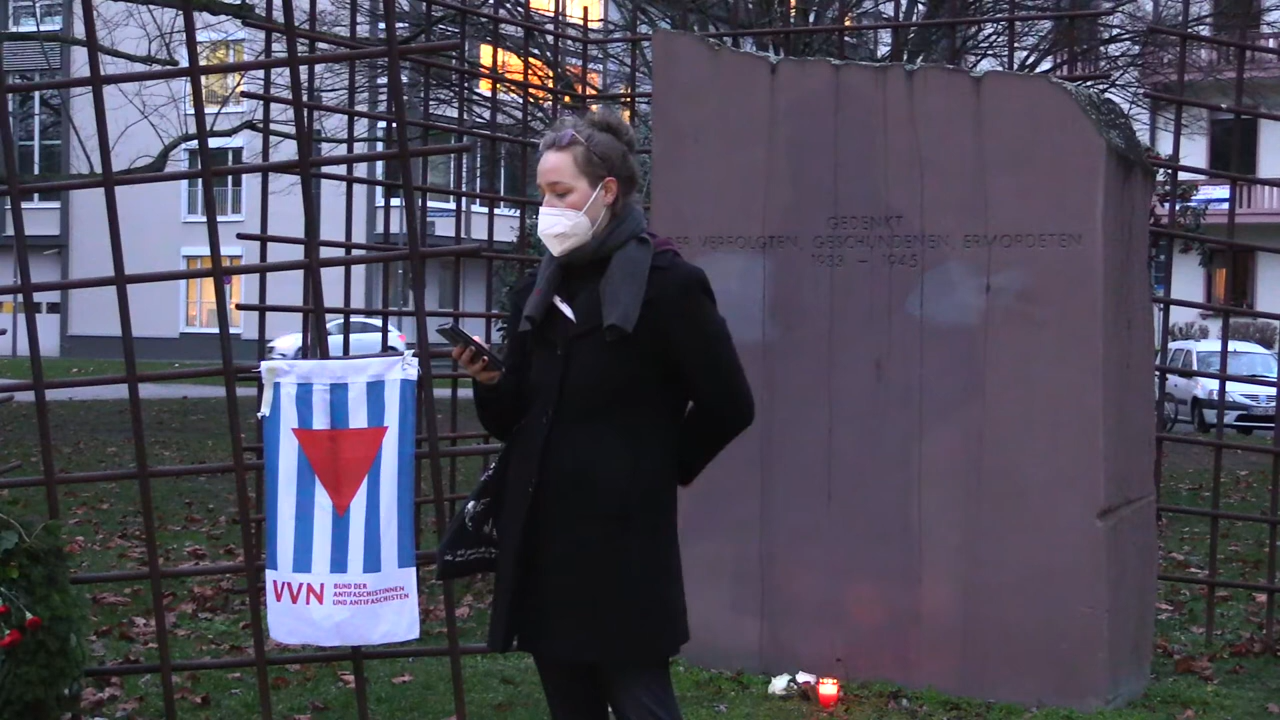 GEDENKT
DER VERFOLGTEN, GESCHUNDENEN, ERMORDETEN
1933 – 1945
VVN
BUND DER
ANTIFASCHISTINNEN
UND ANTIFASCHISTEN